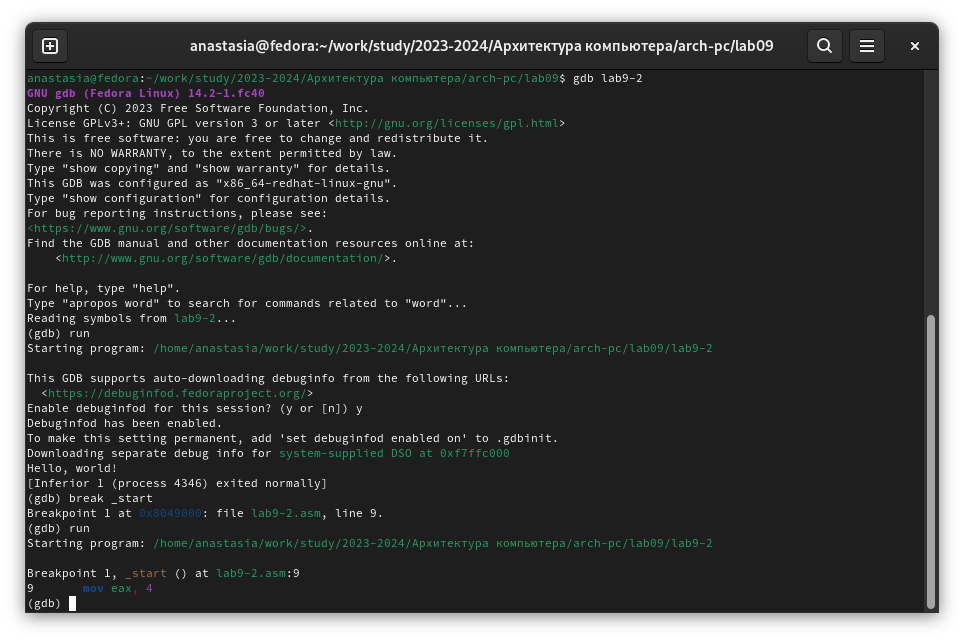 anastasia@fedora:~/work/study/2023-2024/Архитектура компьютера/arch-pc/lab09
anastasia@fedora:~/work/study/2023-2024/Архитектура компьютера/arch-pc/lab09$ gdb lab9-2
GNU gdb (Fedora Linux) 14.2-1.fc40
Copyright (C) 2023 Free Software Foundation, Inc.
License GPLv3+: GNU GPL version 3 or later <http://gnu.org/licenses/gpl.html>
This is free software: you are free to change and redistribute it.
There is NO WARRANTY, to the extent permitted by law.
Type "show copying" and "show warranty" for details.
This GDB was configured as "x86_64-redhat-linux-gnu".
Type "show configuration" for configuration details.
For bug reporting instructions, please see:
<https://www.gnu.org/software/gdb/bugs/>.
Find the GDB manual and other documentation resources online at:
    <http://www.gnu.org/software/gdb/documentation/>.
For help, type "help".
Type "apropos word" to search for commands related to "word"...
Reading symbols from lab9-2...
(gdb) run
Starting program: /home/anastasia/work/study/2023-2024/Архитектура компьютера/arch-pc/lab09/lab9-2
This GDB supports auto-downloading debuginfo from the following URLs:
  <https://debuginfod.fedoraproject.org/>
Enable debuginfod for this session? (y or [n]) y
Debuginfod has been enabled.
To make this setting permanent, add 'set debuginfod enabled on' to .gdbinit.
Downloading separate debug info for system-supplied DSO at 0xf7ffc000
Hello, world!
[Inferior 1 (process 4346) exited normally]
(gdb) break _start
Breakpoint 1 at 0x8049000: file lab9-2.asm, line 9.
(gdb) run
Starting program: /home/anastasia/work/study/2023-2024/Архитектура компьютера/arch-pc/lab09/lab9-2
Breakpoint 1, _start () at lab9-2.asm:9
9       mov eax, 4
(gdb)